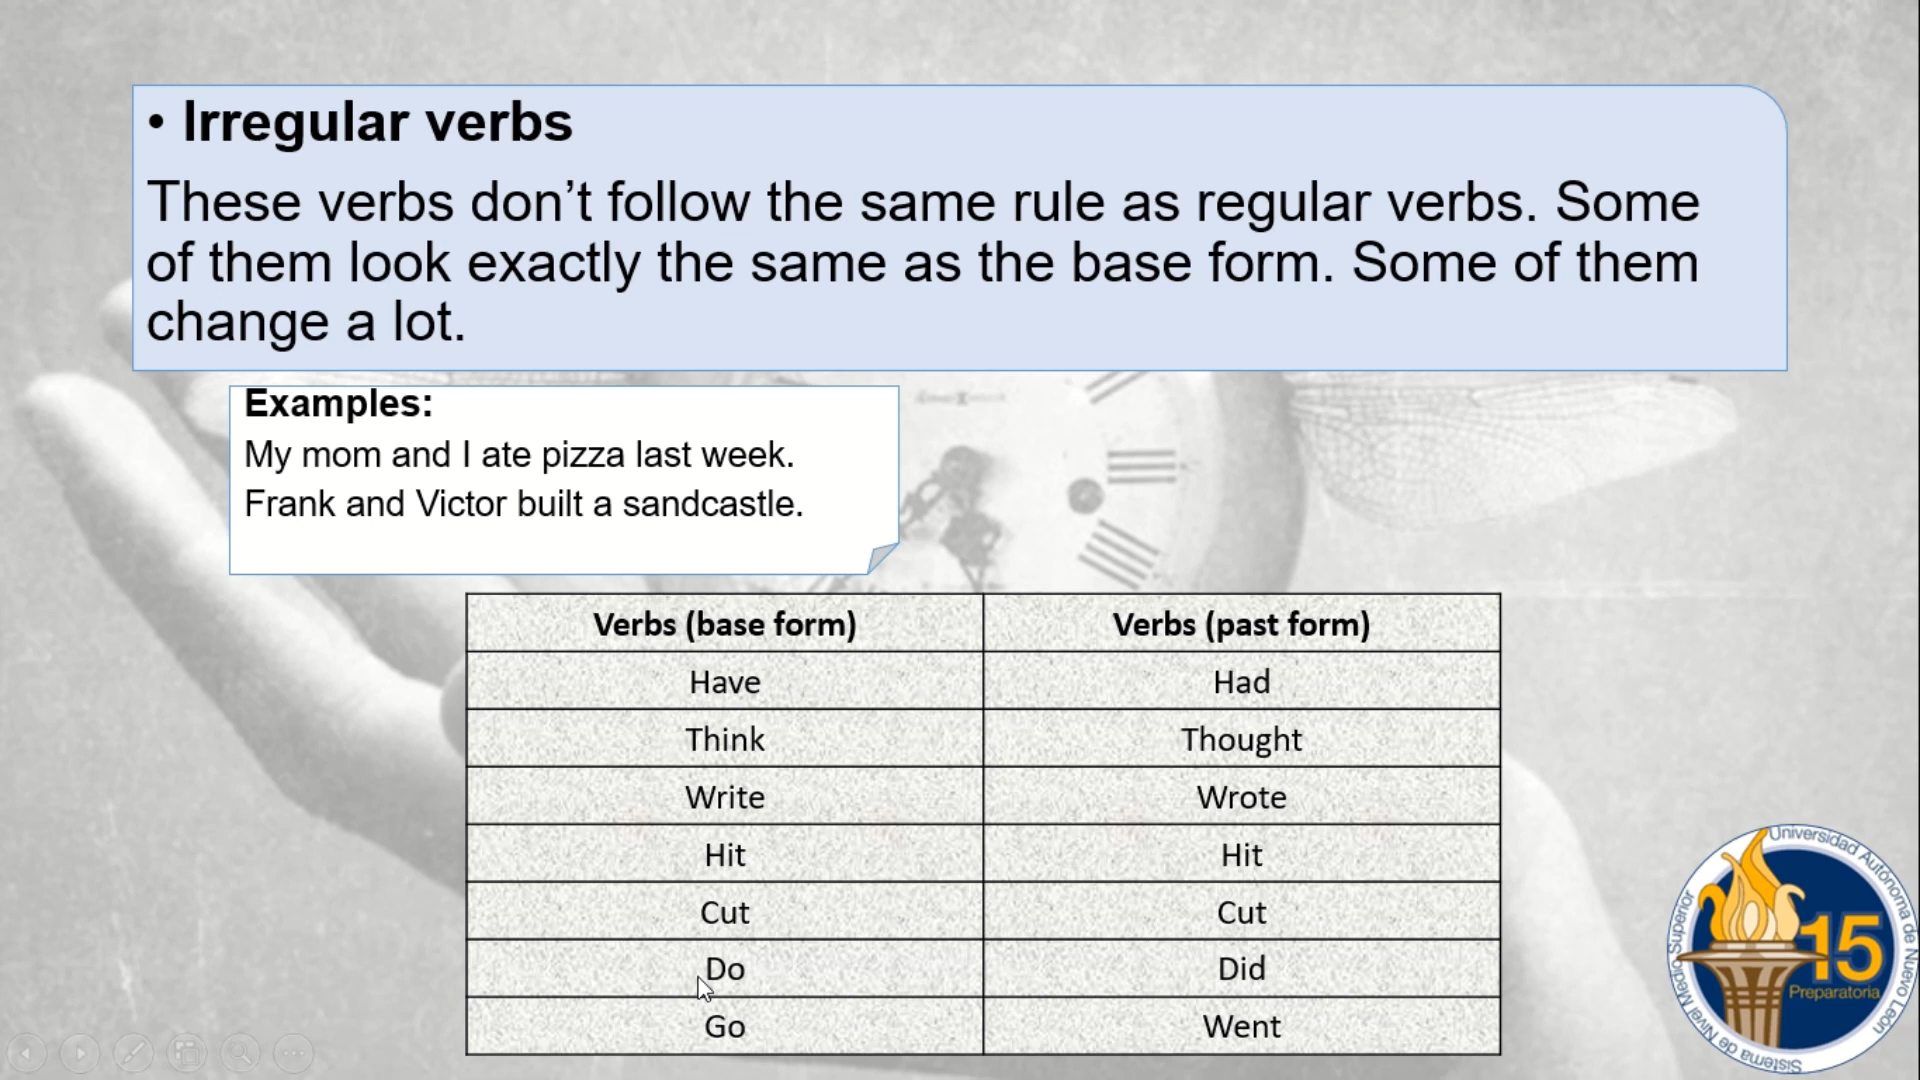 • Irregular verbs
These verbs don’t follow the same rule as regular verbs. Some
of them look exactly the same as the base form. Some of them
change a lot.
Examples:
My mom and I ate pizza last week.
Frank and Victor built a sandcastle.
Verbs (base form) Verbs (past form)
Have Had
Think Thought
Write Wrote
Hit Hit
Cut Cut
Do Did
Go Went
Universidad Autónoma de Nuevo León
15
Preparatoria
Sistema de Nivel Medio Superior